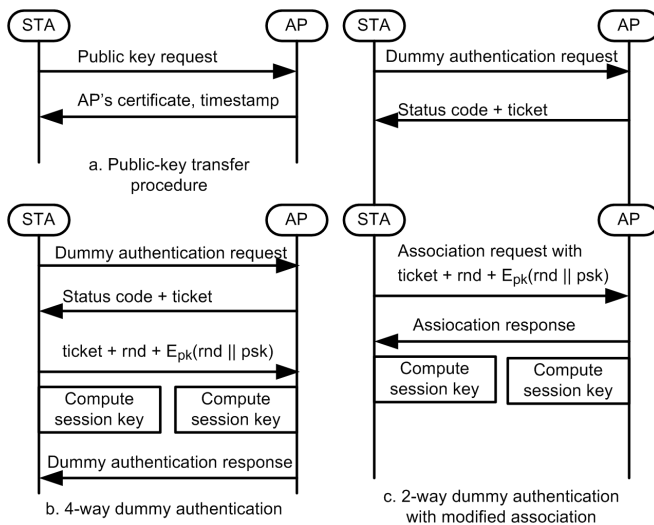 STA
AP
Public key request
AP's certificate, timestamp
a. Public-key transfer
procedure
STA
AP
Dummy authentication request
Status code + ticket
ticket + rnd + Epk(rnd || psk)
Compute
session key
Compute
session key
Dummy authentication response
b. 4-way dummy authentication
STA
AP
Dummy authentication request
Status code + ticket
STA
AP
Association request with
ticket + rnd + Epk(rnd || psk)
Assiocation response
Compute
session key
Compute
session key
c. 2-way dummy authentication
with modified association